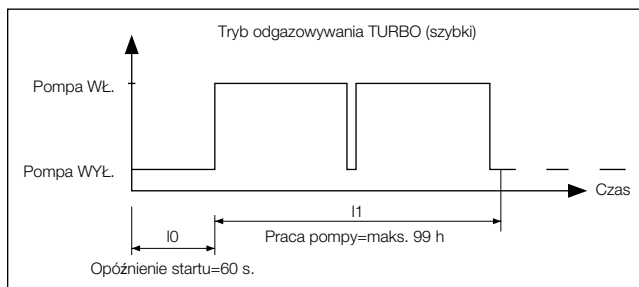 Tryb odgazowywania TURBO (szybki)
Pompa WŁ.
Pompa WYŁ.
Czas
I1
I0
Praca pompy=maks. 99 h
Opóźnienie startu=60 s.